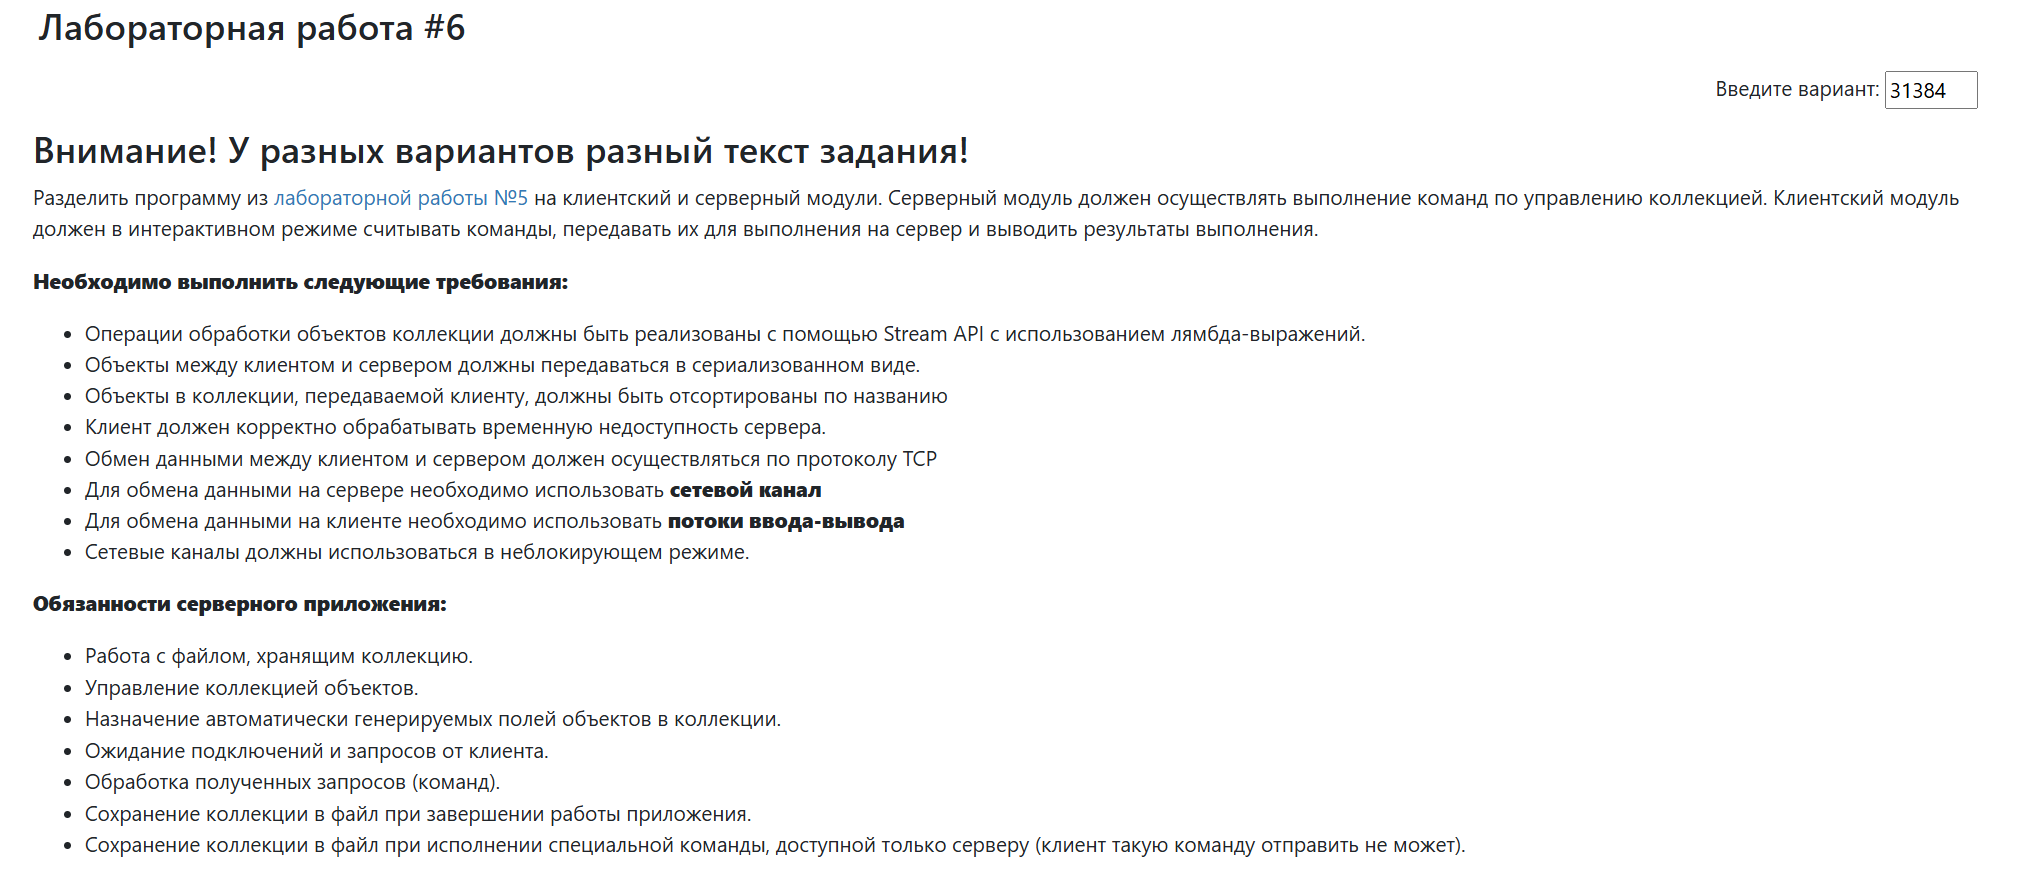 Лабораторная работа #6
Введите вариант: 31384
Внимание! У разных вариантов разный текст задания!
Разделить программу из лабораторной работы №5 на клиентский и серверный модули. Серверный модуль должен осуществлять выполнение команд по управлению коллекцией. Клиентский модуль
должен в интерактивном режиме считывать команды, передавать их для выполнения на сервер и выводить результаты выполнения.
Необходимо выполнить следующие требования:
• Операции обработки объектов коллекции должны быть реализованы с помощью Stream API с использованием лямбда-выражений.
• Объекты между клиентом и сервером должны передаваться в сериализованном виде.
• Объекты в коллекции, передаваемой клиенту, должны быть отсортированы по названию
• Клиент должен корректно обрабатывать временную недоступность сервера.
• Обмен данными между клиентом и сервером должен осуществляться по протоколу TCP
• Для обмена данными на сервере необходимо использовать сетевой канал
• Для обмена данными на клиенте необходимо использовать потоки ввода-вывода
• Сетевые каналы должны использоваться в неблокирующем режиме.
Обязанности серверного приложения:
• Работа с файлом, хранящим коллекцию.
• Управление коллекцией объектов.
• Назначение автоматически генерируемых полей объектов в коллекции.
• Ожидание подключений и запросов от клиента.
• Обработка полученных запросов (команд).
• Сохранение коллекции в файл при завершении работы приложения.
• Сохранение коллекции в файл при исполнении специальной команды, доступной только серверу (клиент такую команду отправить не может).